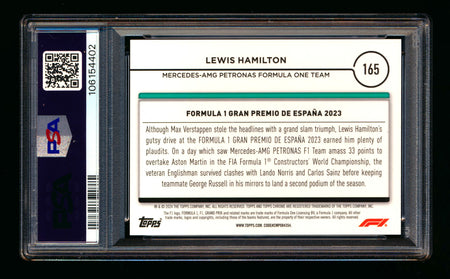 LEWIS HAMILTON
MERCEDES-AMG PETRONAS FORMULA ONE TEAM
165
FORMULA 1 GRAN PREMIO DE ESPAÑA 2023
Although Max Verstappen stole the headlines with a grand slam triumph, Lewis Hamilton's
gutsy drive at the FORMULA 1 GRAN PREMIO DE ESPAÑA 2023 earned him plenty of
plaudits. On a day which saw Mercedes-AMG PETRONAS F1 Team amass 33 points to
overtake Aston Martin in the FIA Formula 1® Constructors' World Championship, the
veteran Englishman survived clashes with Lando Norris and Carlos Sainz before keeping
teammate George Russell in his mirrors to land a second podium of the season.
Topps
F1
WWW.TOPPS.COM
106154402
PSA